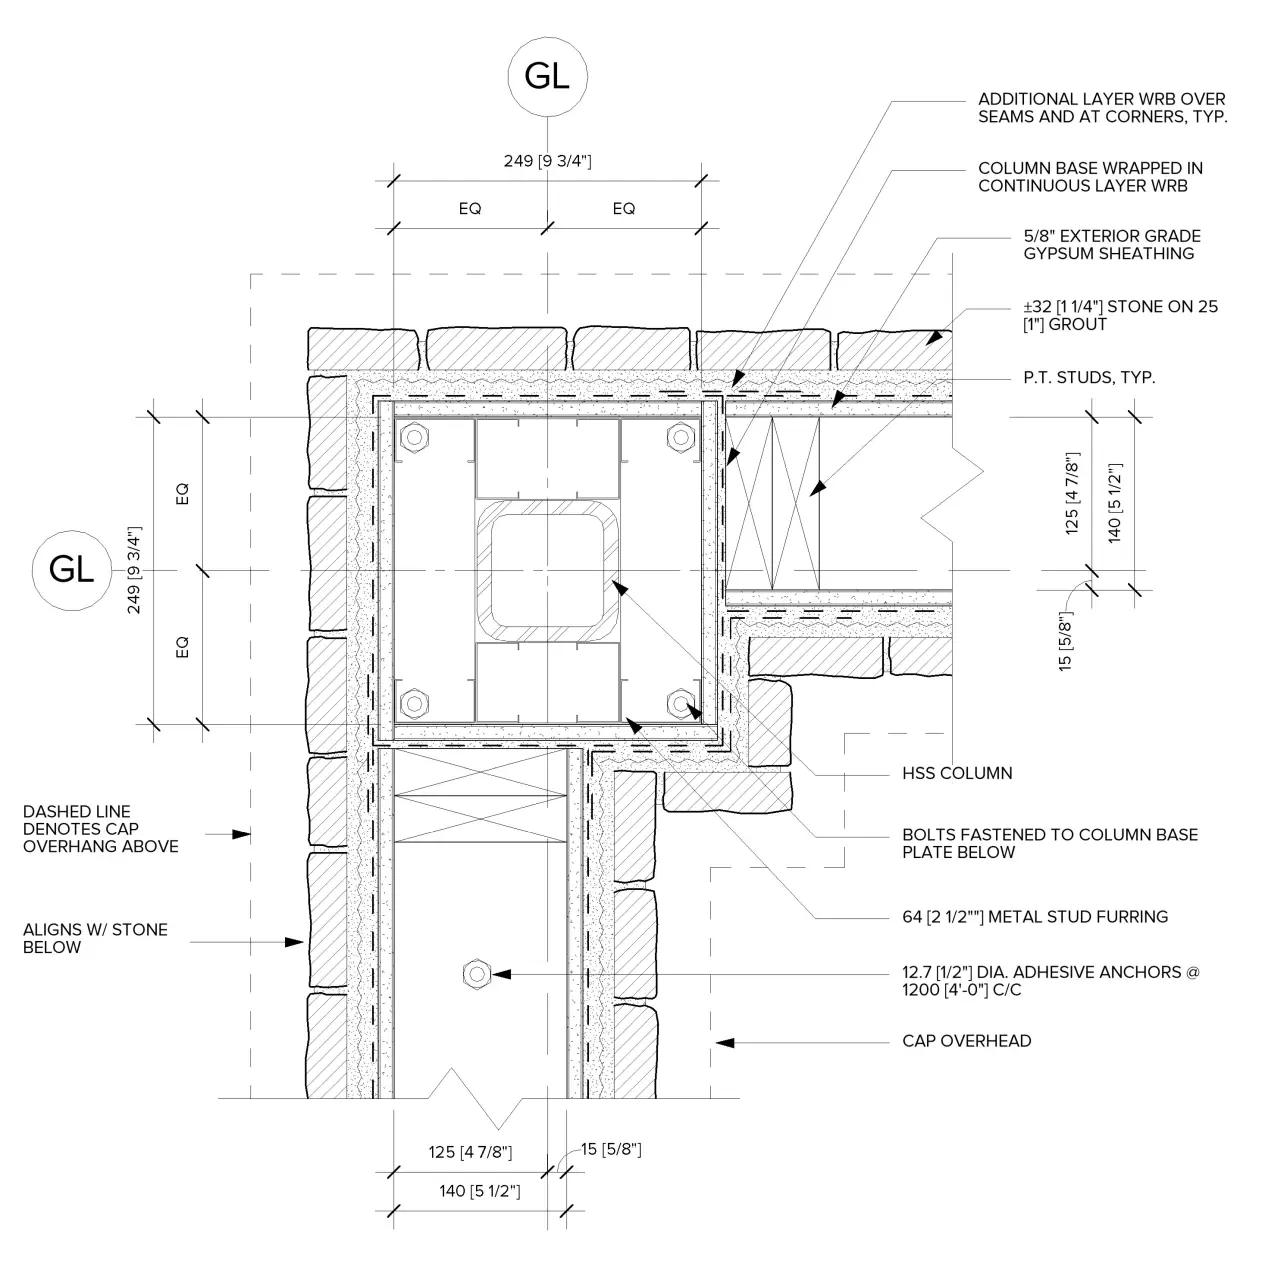 GL
249 [9 3/4"]
EQ
EQ
ADDITIONAL LAYER WRB OVER
SEAMS AND AT CORNERS, TYP.
COLUMN BASE WRAPPED IN
CONTINUOUS LAYER WRB
5/8" EXTERIOR GRADE
GYPSUM SHEATHING
±32 [1 1/4"] STONE ON 25
[1"] GROUT
P.T. STUDS, TYP.
EQ
249 [9 3/4"]
EQ
GL
125 [4 7/8"]
140 [5 1/2"]
15 [5/8"]
HSS COLUMN
BOLTS FASTENED TO COLUMN BASE
PLATE BELOW
64 [2 1/2""] METAL STUD FURRING
12.7 [1/2"] DIA. ADHESIVE ANCHORS @
1200 [4'-0"] C/C
CAP OVERHEAD
DASHED LINE
DENOTES CAP
OVERHANG ABOVE
ALIGNS W/ STONE
BELOW
125 [4 7/8"]
15 [5/8"]
140 [5 1/2"]